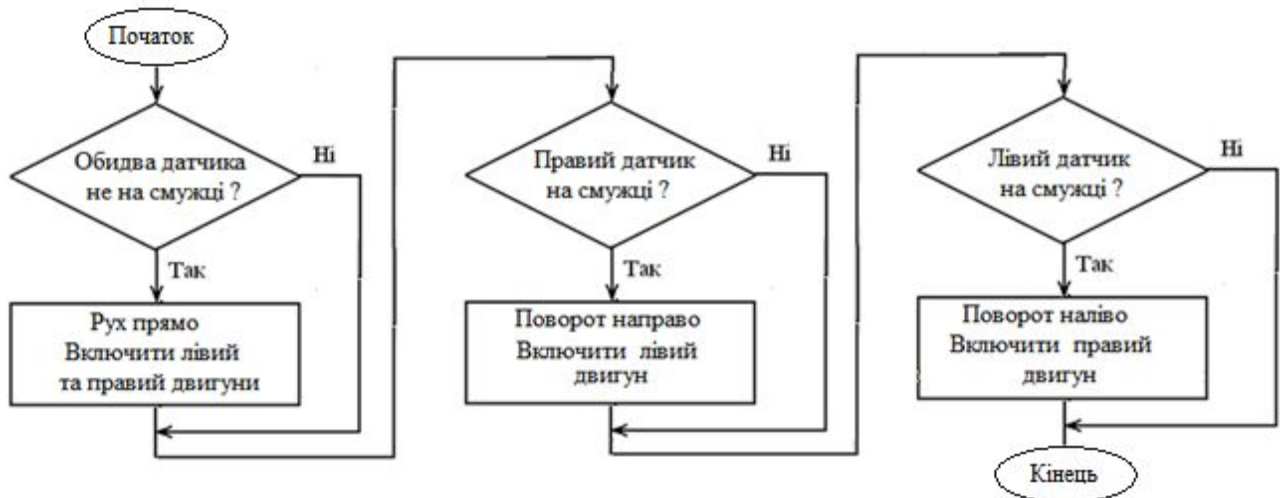 Початок
Обидва датчика
не на смужці ?
Ні
Так
Рух прямо
Включити лівий
та правий двигуни
Правий датчик
на смужці ?
Ні
Так
Поворот направо
Включити лівий
двигун
Лівий датчик
на смужці ?
Ні
Так
Поворот наліво
Включити правий
двигун
Кінець